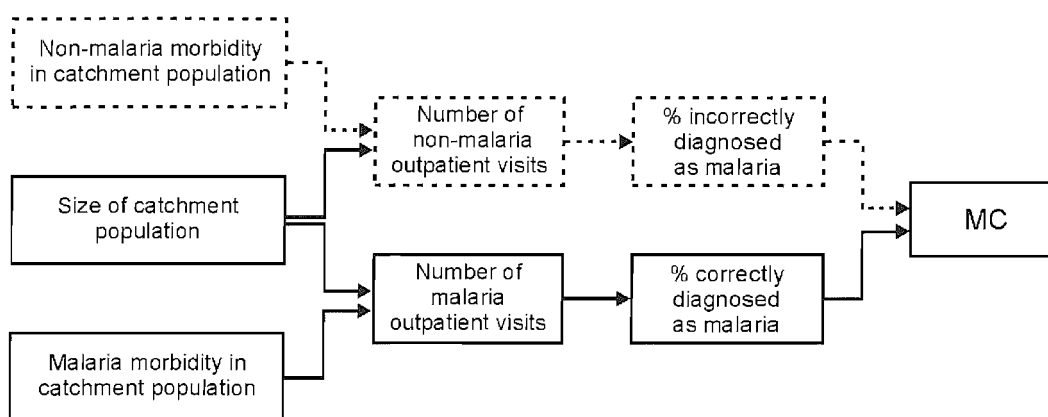 Non-malaria morbidity
in catchment population
Number of
non-malaria
outpatient visits
% incorrectly
diagnosed
as malaria
Size of catchment
population
MC
Number of
malaria
outpatient visits
% correctly
diagnosed
as malaria
Malaria morbidity in
catchment population